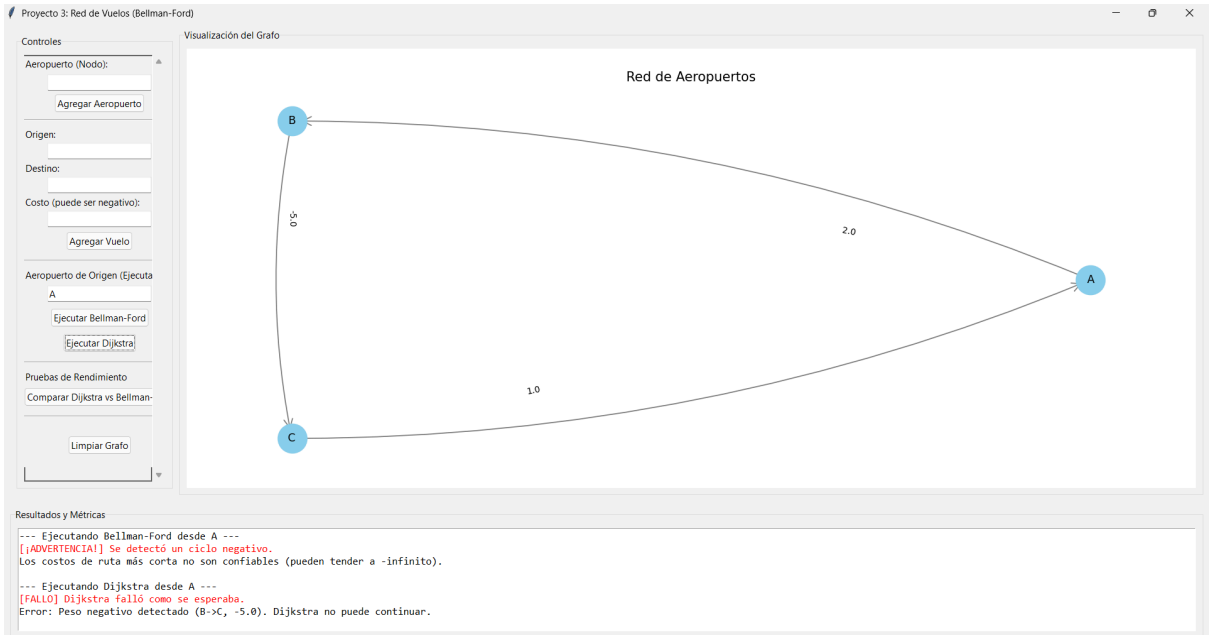 Proyecto 3: Red de Vuelos (Bellman-Ford)
Controles
Aeropuerto (Nodo):
Agregar Aeropuerto
Origen:
Destino:
Costo (puede ser negativo):
Agregar Vuelo
Aeropuerto de Origen (Ejecuta
A
Ejecutar Bellman-Ford
Ejecutar Dijkstra
Pruebas de Rendimiento
Comparar Dijkstra vs Bellman-
Limpiar Grafo
Visualización del Grafo
Red de Aeropuertos
B
-5.0
2.0
A
1.0
C
Resultados y Métricas
--- Ejecutando Bellman-Ford desde A ---
[¡ADVERTENCIA!] Se detectó un ciclo negativo.
Los costos de ruta más corta no son confiables (pueden tender a -infinito).
--- Ejecutando Dijkstra desde A ---
[FALLO] Dijkstra falló como se esperaba.
Error: Peso negativo detectado (B->C, -5.0). Dijkstra no puede continuar.